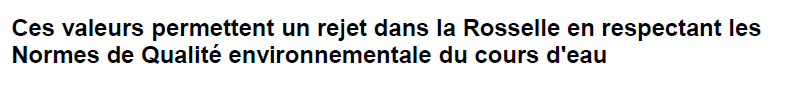 Ces valeurs permettent un rejet dans la Rosselle en respectant les
Normes de Qualité environnementale du cours d'eau